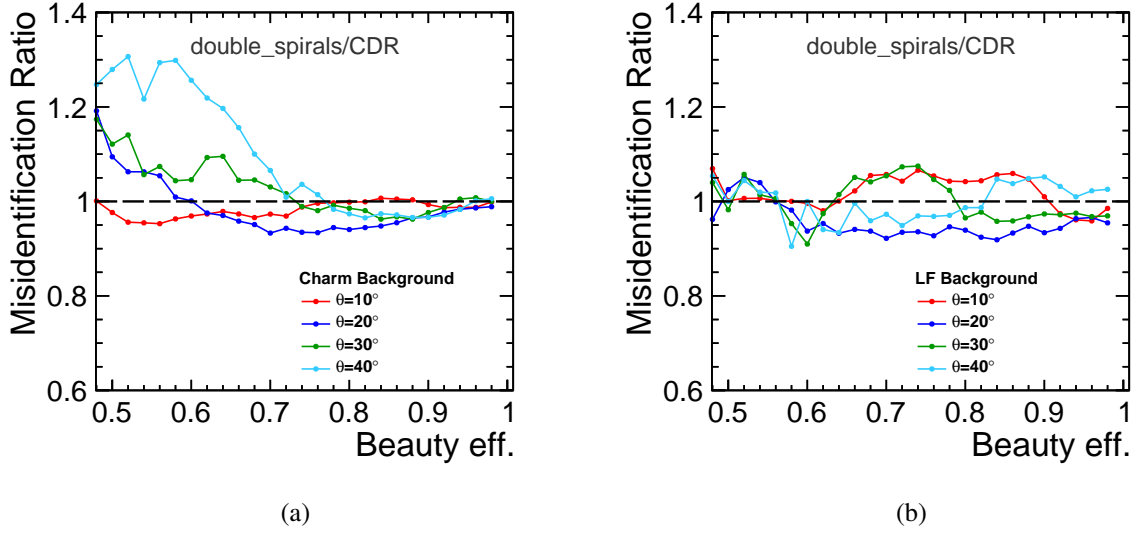 Misidentification Ratio
1.4
1.2
1
0.8
0.6
double_spirals/CDR
Charm Background
θ=10°
θ=20°
θ=30°
θ=40°
0.5 0.6 0.7 0.8 0.9 1
Beauty eff.
(a)
Misidentification Ratio
1.4
1.2
1
0.8
0.6
double_spirals/CDR
LF Background
θ=10°
θ=20°
θ=30°
θ=40°
0.5 0.6 0.7 0.8 0.9 1
Beauty eff.
(b)